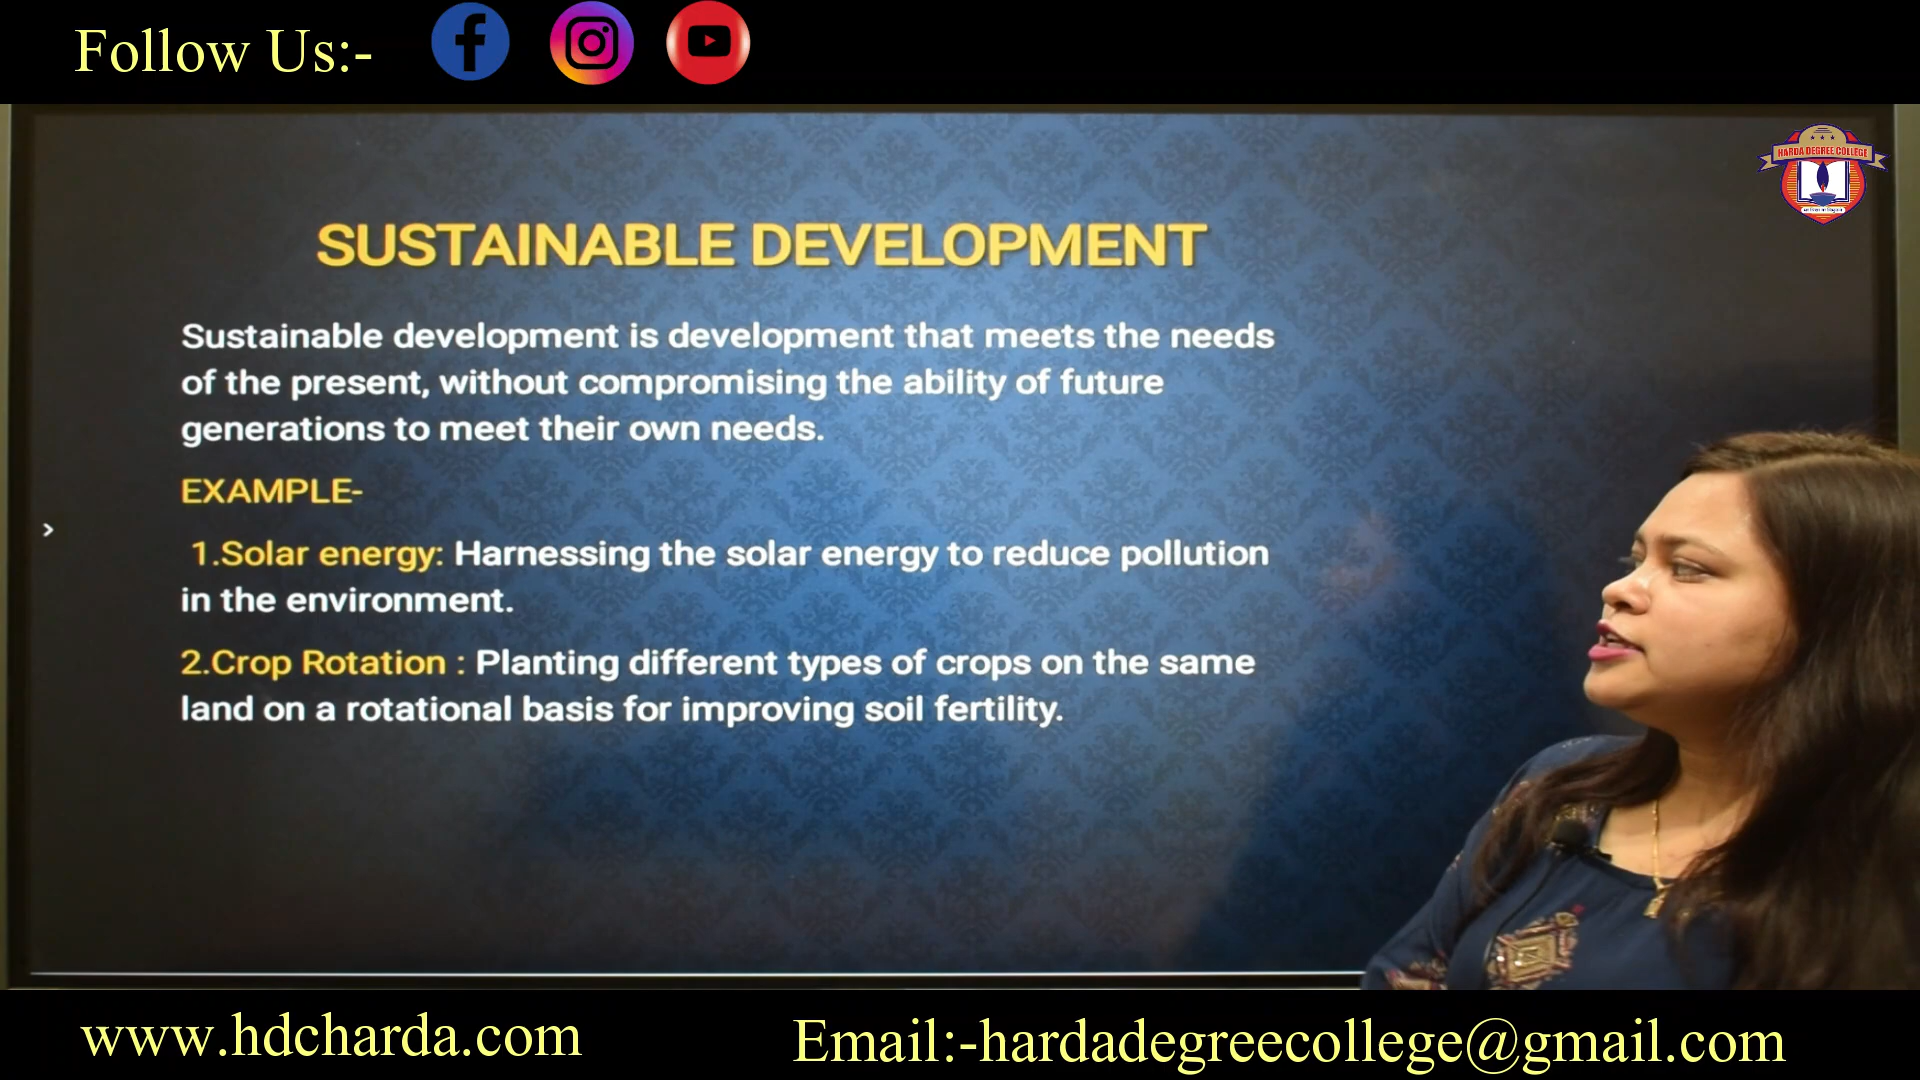 Follow Us:-
HARDA DEGREE COLLEGE
SUSTAINABLE DEVELOPMENT
Sustainable development is development that meets the needs
of the present, without compromising the ability of future
generations to meet their own needs.
EXAMPLE-
1.Solar energy: Harnessing the solar energy to reduce pollution
in the environment.
2.Crop Rotation : Planting different types of crops on the same
land on a rotational basis for improving soil fertility.
www.hdcharda.com
Email:-hardadegreecollege@gmail.com